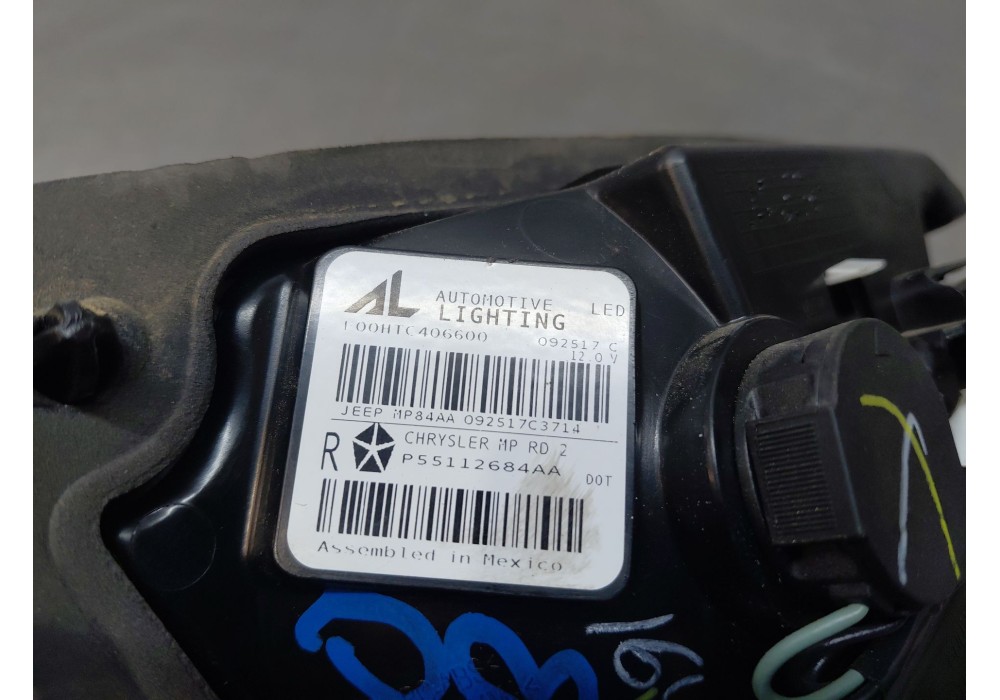 AL AUTOMOTIVE LED
LIGHTING
L00HTC406600 092517 C
12.0 V
JEEP MP84AA 092517C3714
R CHRYSLER MP RD 2
P55112684AA DOT
Assembled in Mexico